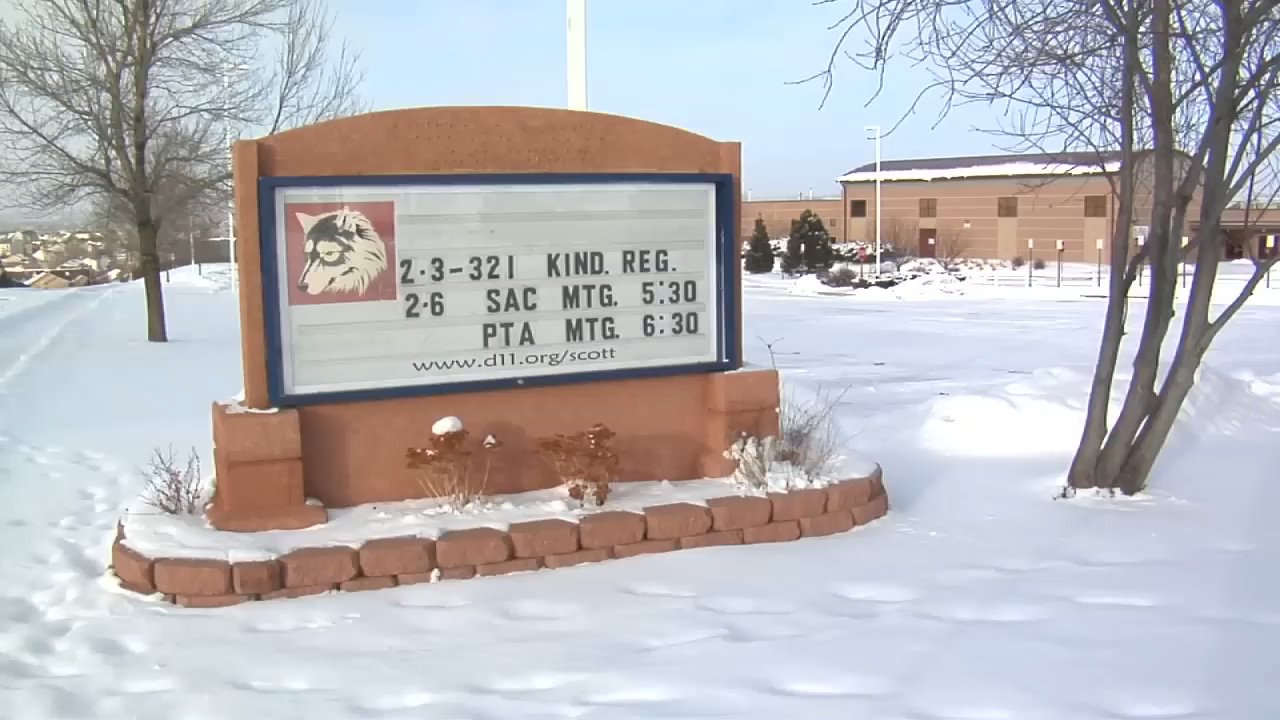 2·3-321 KIND. REG.
2·6 SAC MTG. 5:30
PTA MTG. 6:30
www.d11.org/scott